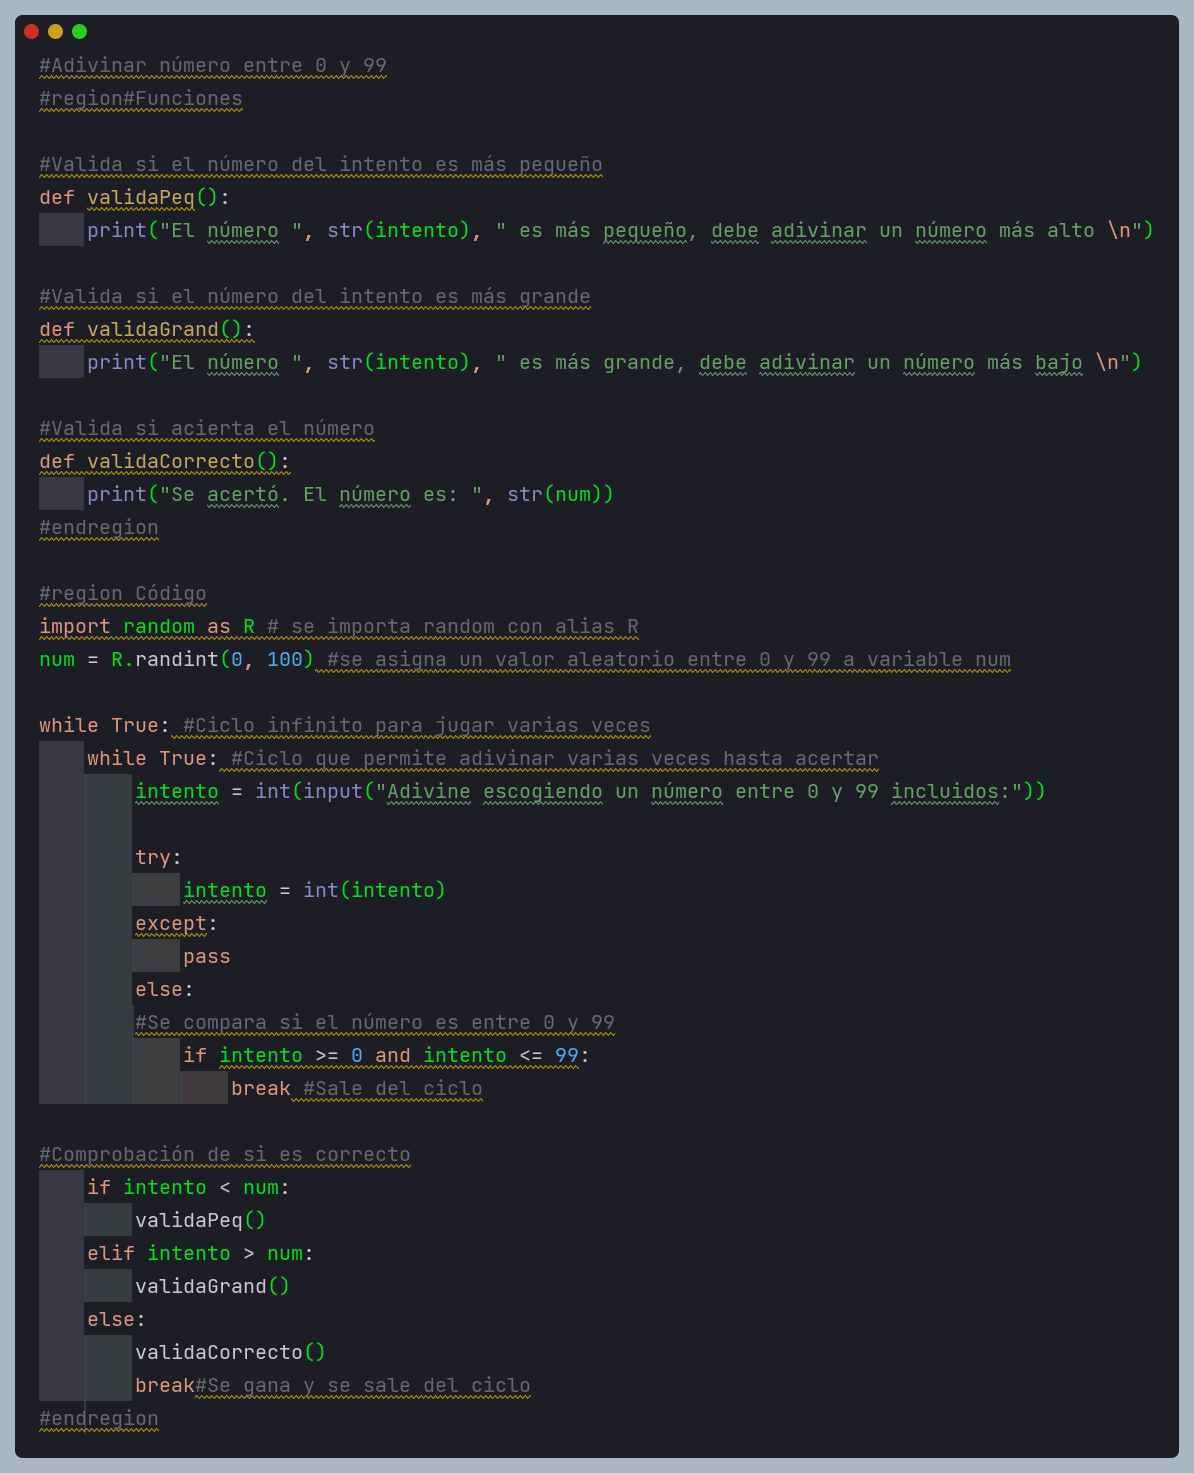 #Adivinar número entre 0 y 99
#region#Funciones
#Valida si el número del intento es más pequeño
def validaPeq():
print("El número ", str(intento), " es más pequeño, debe adivinar un número más alto \n")
#Valida si el número del intento es más grande
def validaGrand():
print("El número ", str(intento), " es más grande, debe adivinar un número más bajo \n")
#Valida si acierta el número
def validaCorrecto():
print("Se acertó. El número es: ", str(num))
#endregion
#region Código
import random as R # se importa random con alias R
num = R.randint(0, 100) #se asigna un valor aleatorio entre 0 y 99 a variable num
while True: #Ciclo infinito para jugar varias veces
while True: #Ciclo que permite adivinar varias veces hasta acertar
intento = int(input("Adivine escogiendo un número entre 0 y 99 incluidos:"))
try:
intento = int(intento)
except:
pass
else:
#Se compara si el número es entre 0 y 99
if intento >= 0 and intento <= 99:
break #Sale del ciclo
#Comprobación de si es correcto
if intento < num:
validaPeq()
elif intento > num:
validaGrand()
else:
validaCorrecto()
break#Se gana y se sale del ciclo
#endregion